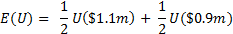 E(U) = 1/2 U($1.1m) + 1/2 U($0.9m)